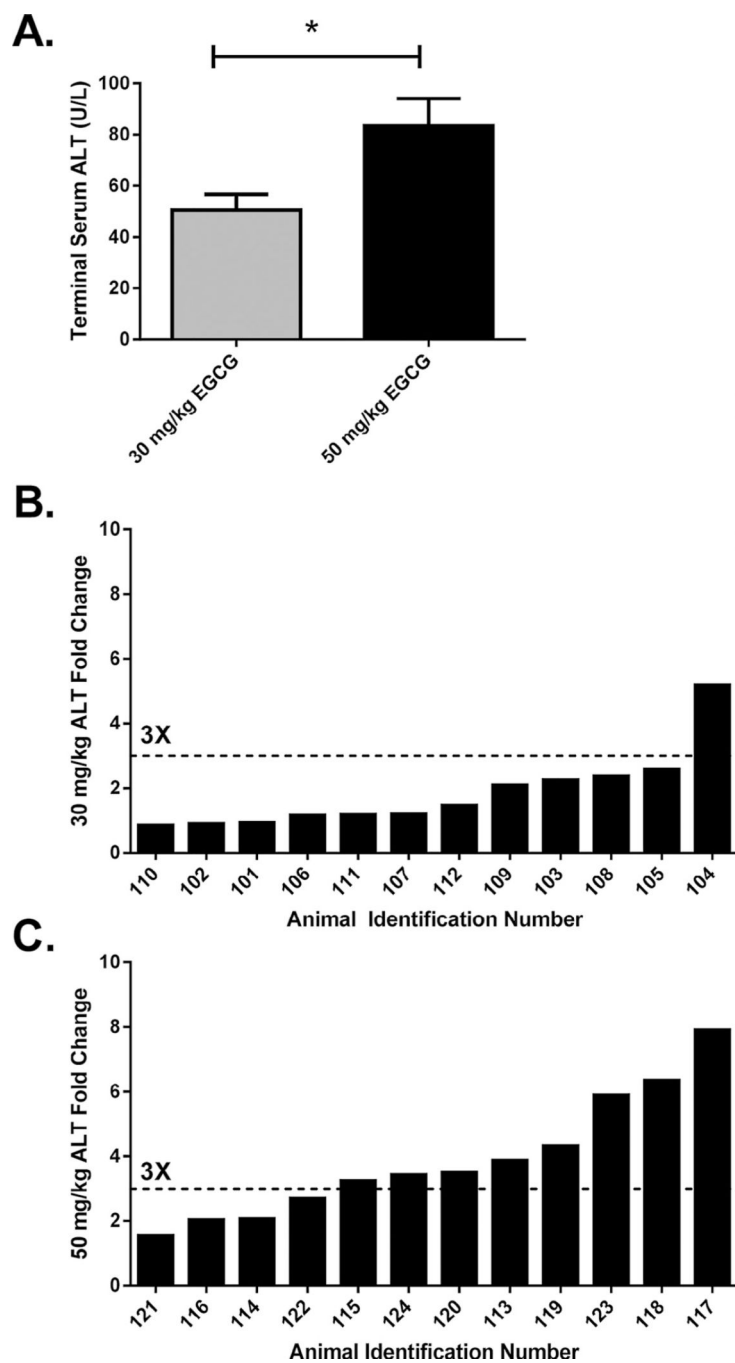 A.
*
Terminal Serum ALT (U/L)
100
80
60
40
20
0
30 mg/kg EGCG
50 mg/kg EGCG
B.
30 mg/kg ALT Fold Change
10
8
6
4
2
0
3X
110 102 101 106 111 107 112 109 103 108 105 104
Animal Identification Number
C.
50 mg/kg ALT Fold Change
10
8
6
4
2
0
3X
121 116 114 122 115 124 120 113 119 123 118 117
Animal Identification Number